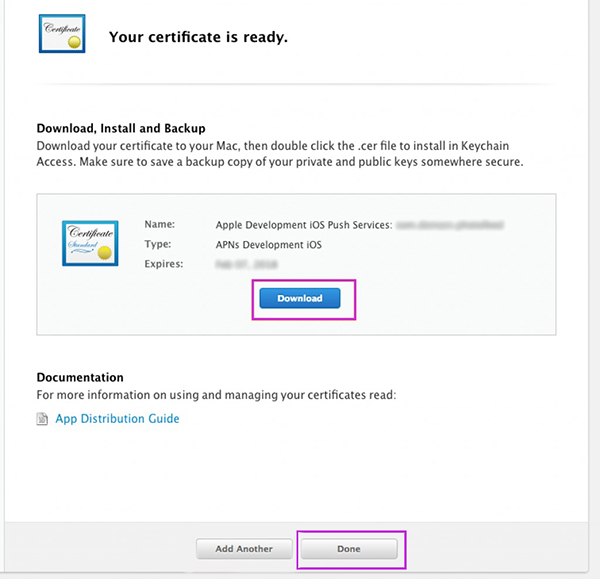 Certificate
Your certificate is ready.
Download, Install and Backup
Download your certificate to your Mac, then double click the .cer file to install in Keychain
Access. Make sure to save a backup copy of your private and public keys somewhere secure.
Certificate
Standard
Name: Apple Development iOS Push Services:
Type: APNs Development iOS
Expires:
Download
Documentation
For more information on using and managing your certificates read:
App Distribution Guide
Add Another
Done